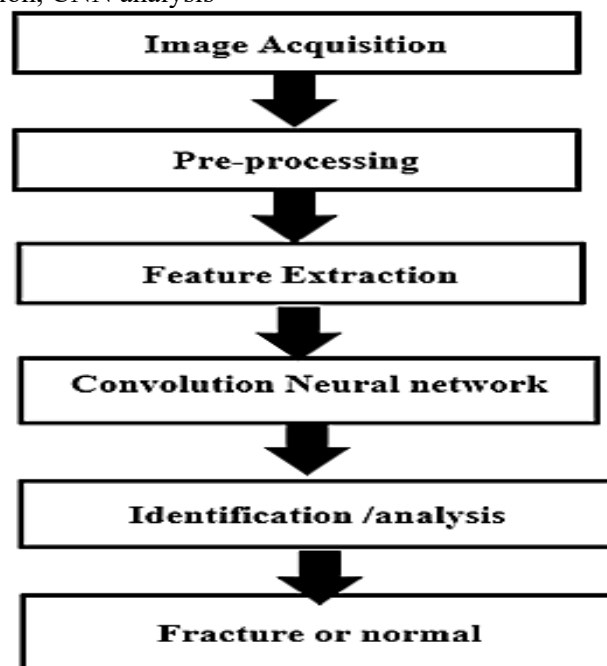 CNN analysis
Image Acquisition
Pre-processing
Feature Extraction
Convolution Neural network
Identification /analysis
Fracture or normal